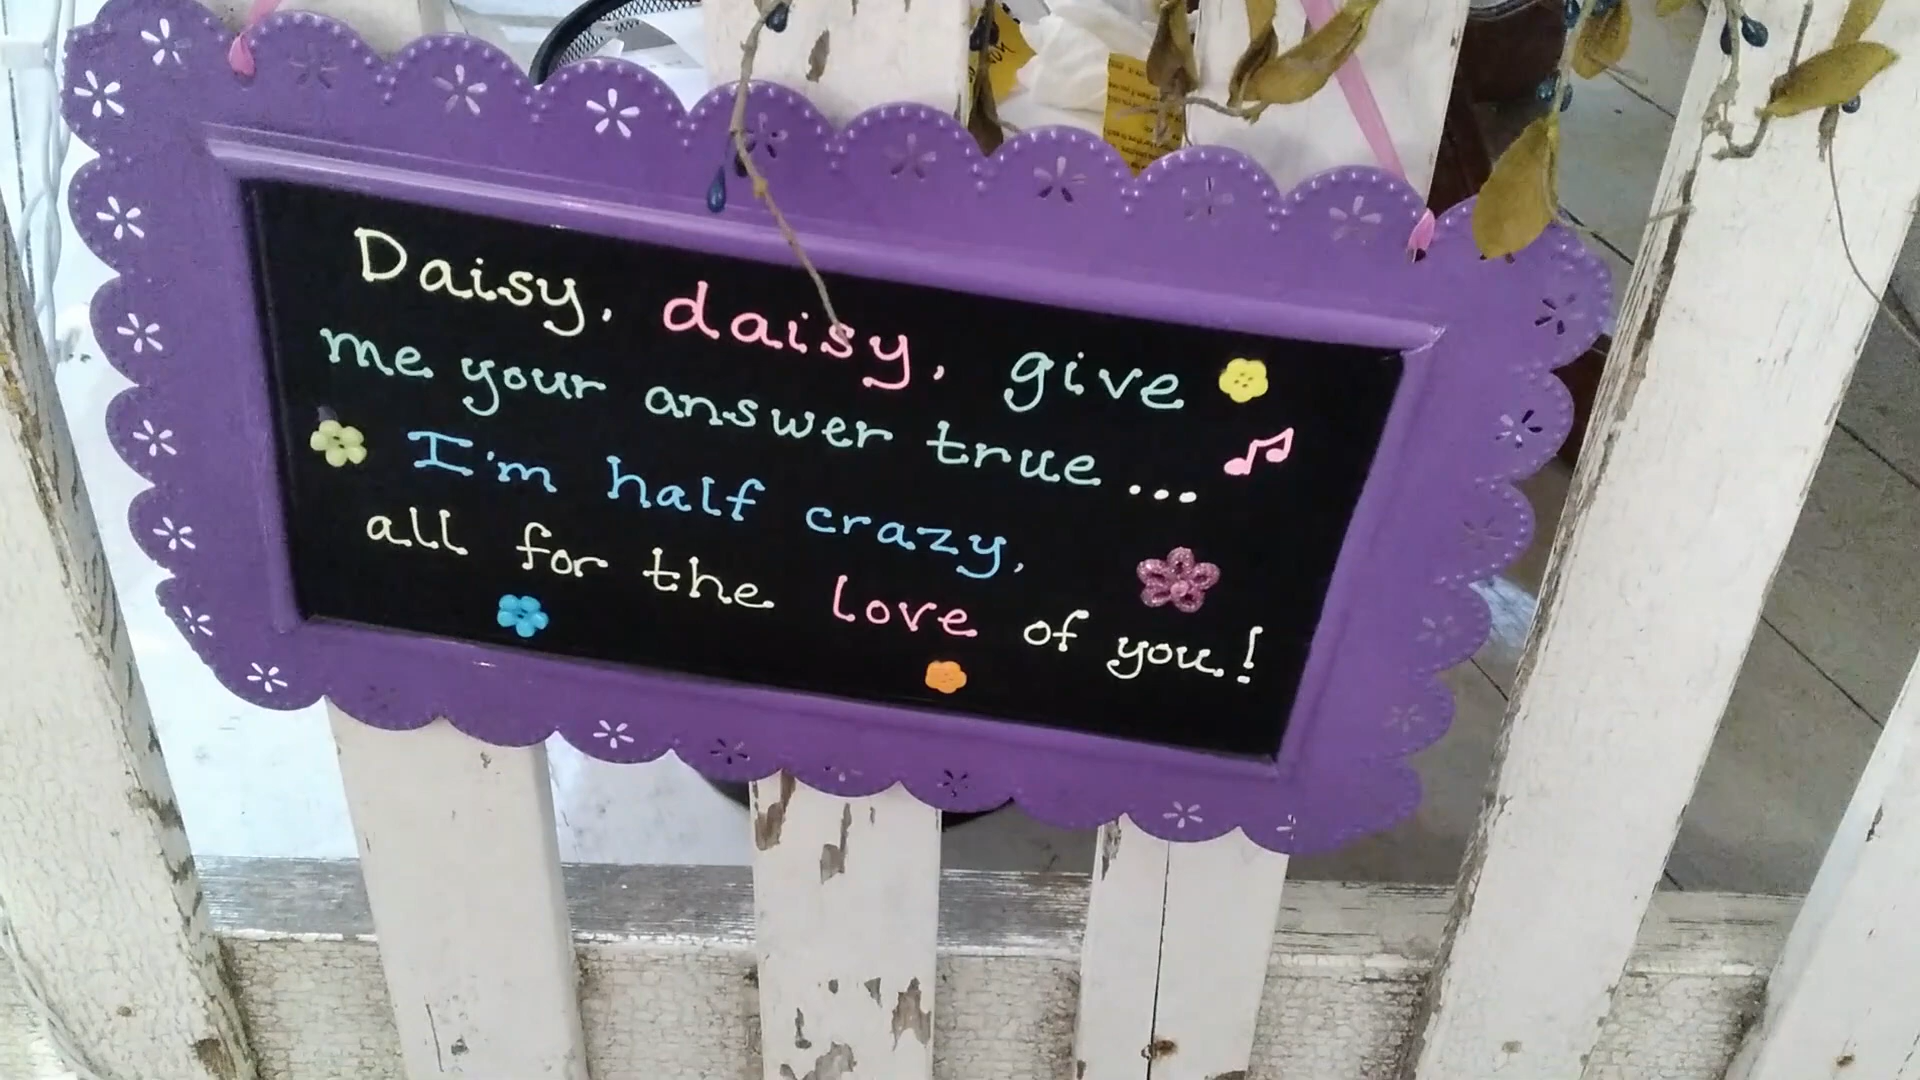 Daisy, daisy, give
me your answer true...
I'm half crazy,
all for the love of you!